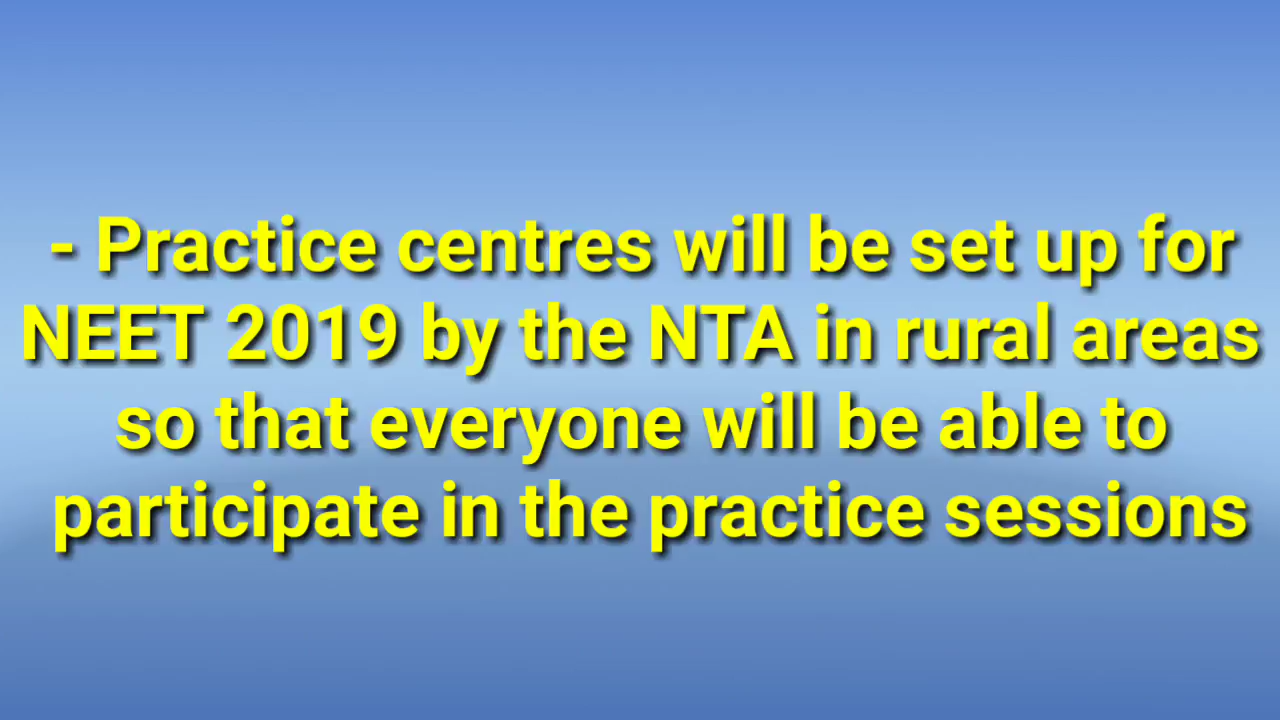 - Practice centres will be set up for
NEET 2019 by the NTA in rural areas
so that everyone will be able to
participate in the practice sessions